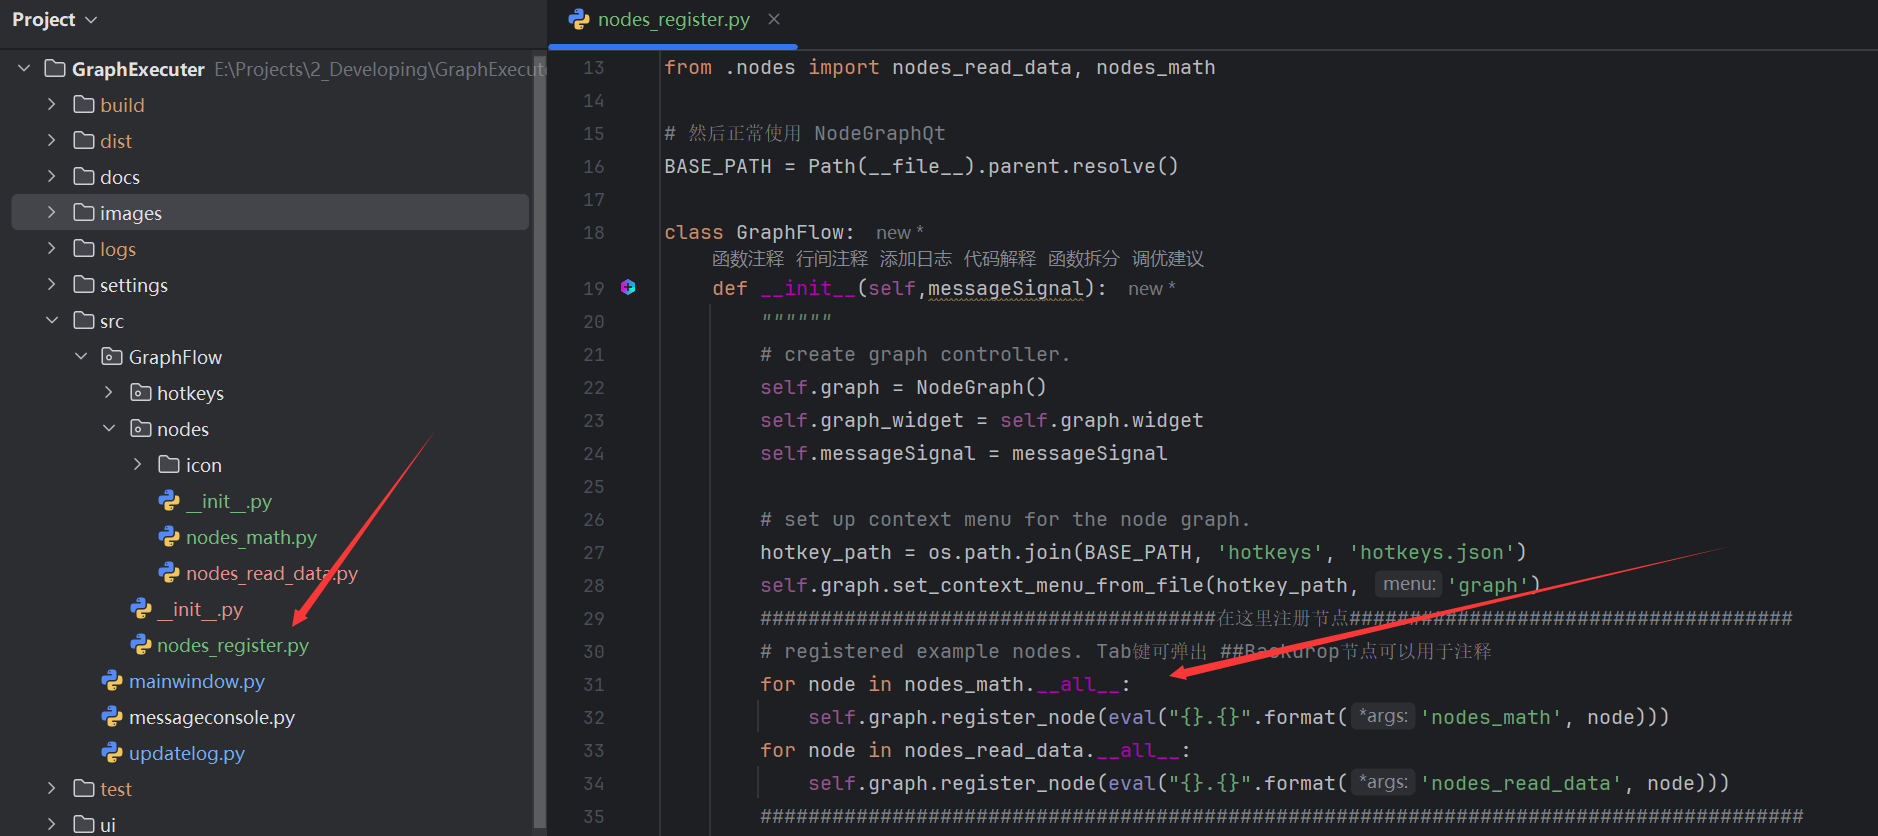 Project
nodes_register.py
GraphExecuter E:\Projects\2_Developing\GraphExecut
build
dist
docs
images
logs
settings
src
GraphFlow
hotkeys
nodes
icon
__init__.py
nodes_math.py
nodes_read_data.py
__init__.py
nodes_register.py
mainwindow.py
messageconsole.py
updatelog.py
test
ui
13 from .nodes import nodes_read_data, nodes_math
14
15 # 然后正常使用 NodeGraphQt
16 BASE_PATH = Path(__file__).parent.resolve()
17
18 class GraphFlow: new *
函数注释 行间注释 添加日志 代码解释 函数拆分 调优建议
19 def __init__(self,messageSignal): new *
20 """"""
21 # create graph controller.
22 self.graph = NodeGraph()
23 self.graph_widget = self.graph.widget
24 self.messageSignal = messageSignal
25
26 # set up context menu for the node graph.
27 hotkey_path = os.path.join(BASE_PATH, 'hotkeys', 'hotkeys.json')
28 self.graph.set_context_menu_from_file(hotkey_path, menu: 'graph')
29 ######################################在这里注册节点#####################################
30 # registered example nodes. Tab键可弹出 ##Backdrop节点可以用于注释
31 for node in nodes_math.__all__:
32 self.graph.register_node(eval("{}.{}".format( *args: 'nodes_math', node)))
33 for node in nodes_read_data.__all__:
34 self.graph.register_node(eval("{}.{}".format( *args: 'nodes_read_data', node)))
35 #######################################################################################